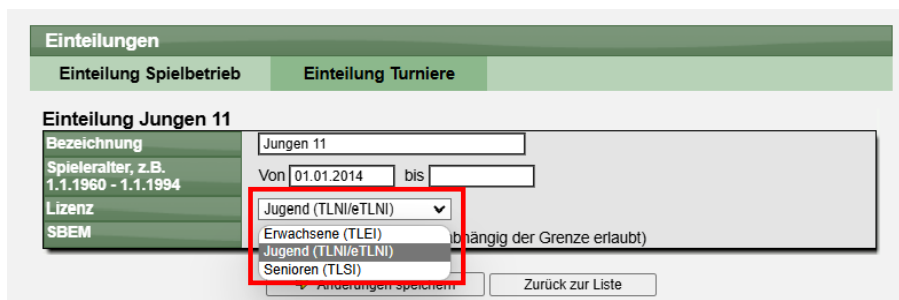 Einteilungen
Einteilung Spielbetrieb Einteilung Turniere
Einteilung Jungen 11
Bezeichnung Jungen 11
Spieleralter, z.B.
1.1.1960 - 1.1.1994 Von 01.01.2014 bis
Lizenz Jugend (TLNI/eTLNI)
SBEM Erwachsene (TLEI) der Grenze erlaubt)
Jugend (TLNI/eTLNI)
Senioren (TLSI)
Änderungen speichern Zurück zur Liste